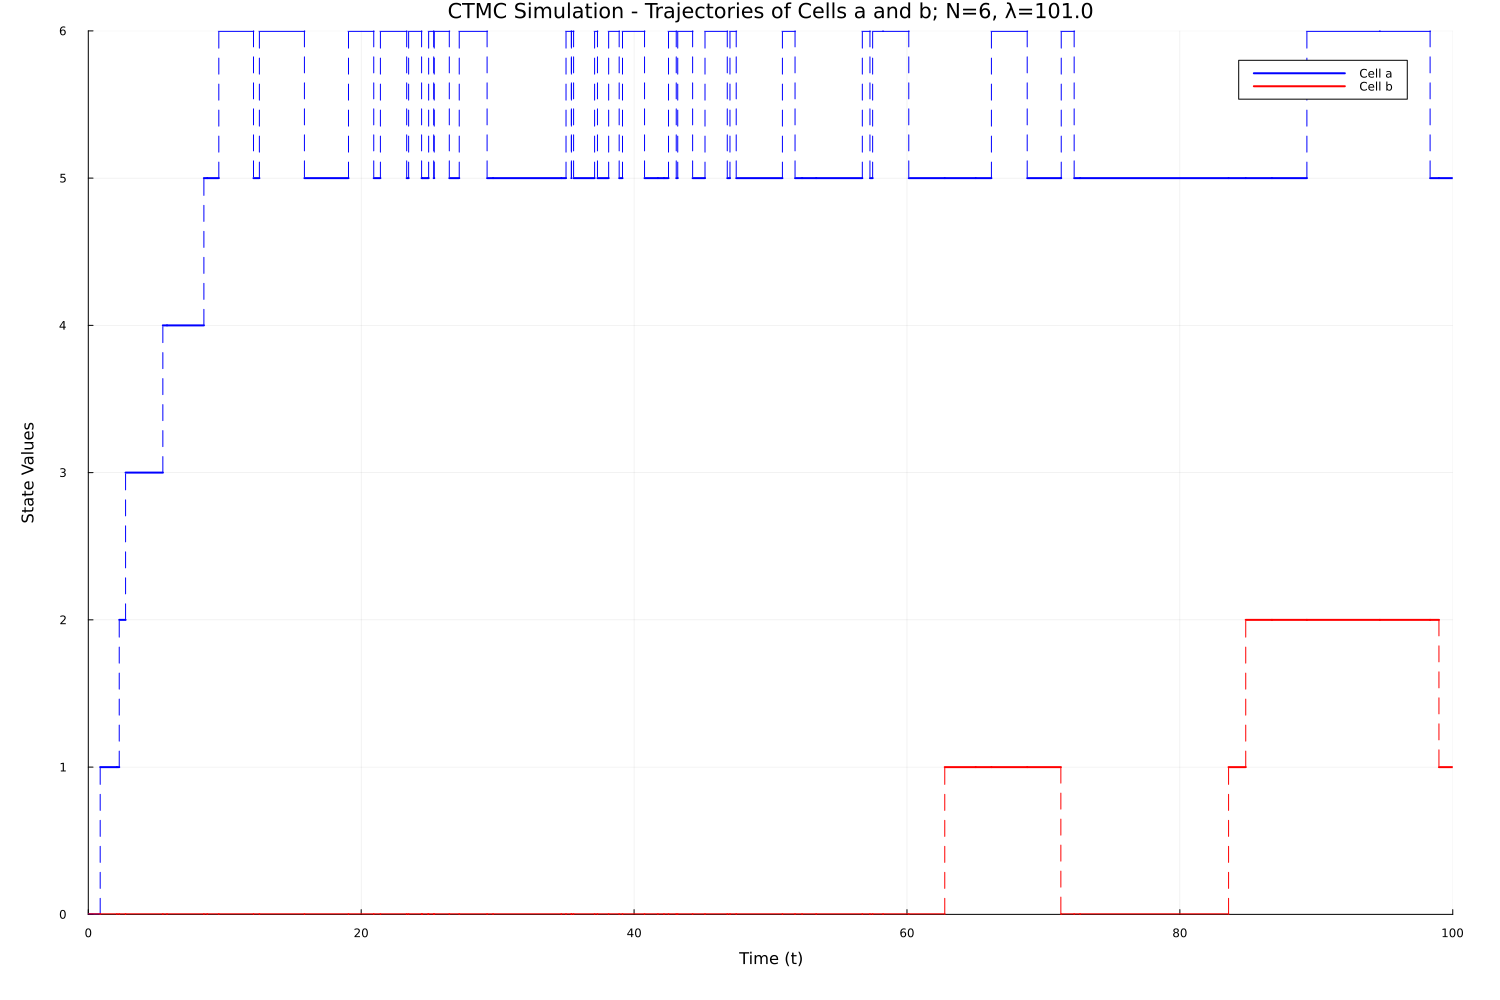 CTMC Simulation - Trajectories of Cells a and b; N=6, λ=101.0
6
Cell a
Cell b
5
4
3
State Values
2
1
0
0 20 40 60 80 100
Time (t)